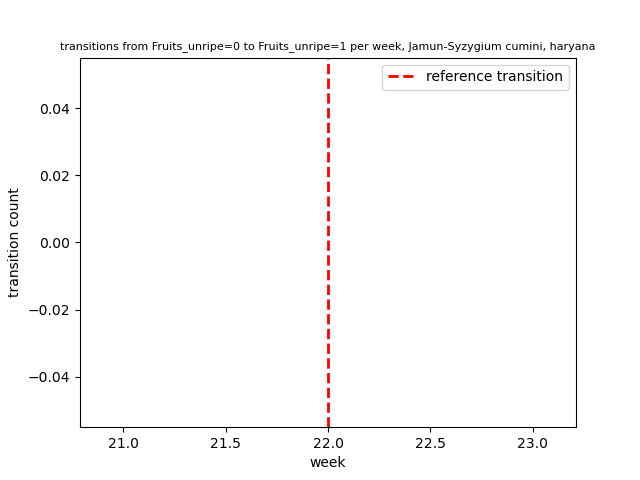 transitions from Fruits_unripe=0 to Fruits_unripe=1 per week, Jamun-Syzygium cumini, haryana
reference transition
0.04
0.02
0.00
−0.02
−0.04
transition count
21.0 21.5 22.0 22.5 23.0
week